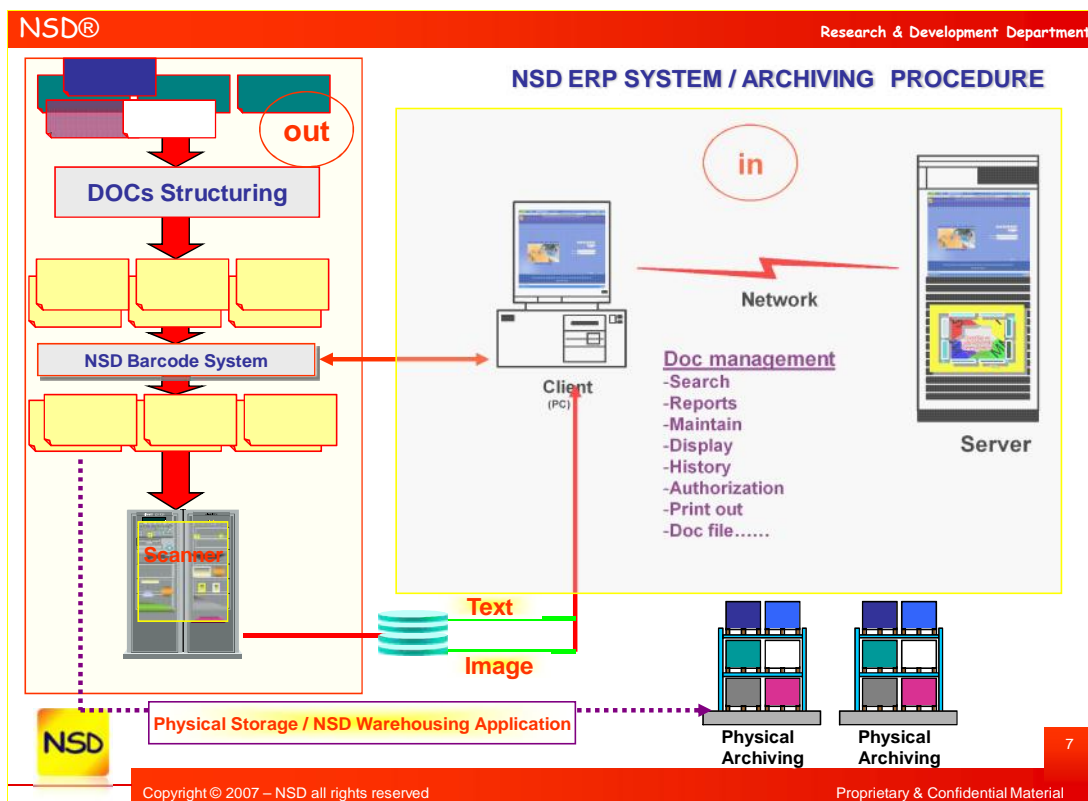 NSD®
Research & Development Department
NSD ERP SYSTEM / ARCHIVING PROCEDURE
out
in
DOCs Structuring
Network
NSD Barcode System
Client
(PC)
Doc management
-Search
-Reports
-Maintain
-Display
-History
-Authorization
-Print out
-Doc file......
Server
Scanner
Text
Image
Physical Storage / NSD Warehousing Application
Physical
Archiving
Physical
Archiving
NSD
7
Copyright © 2007 – NSD all rights reserved
Proprietary & Confidential Material